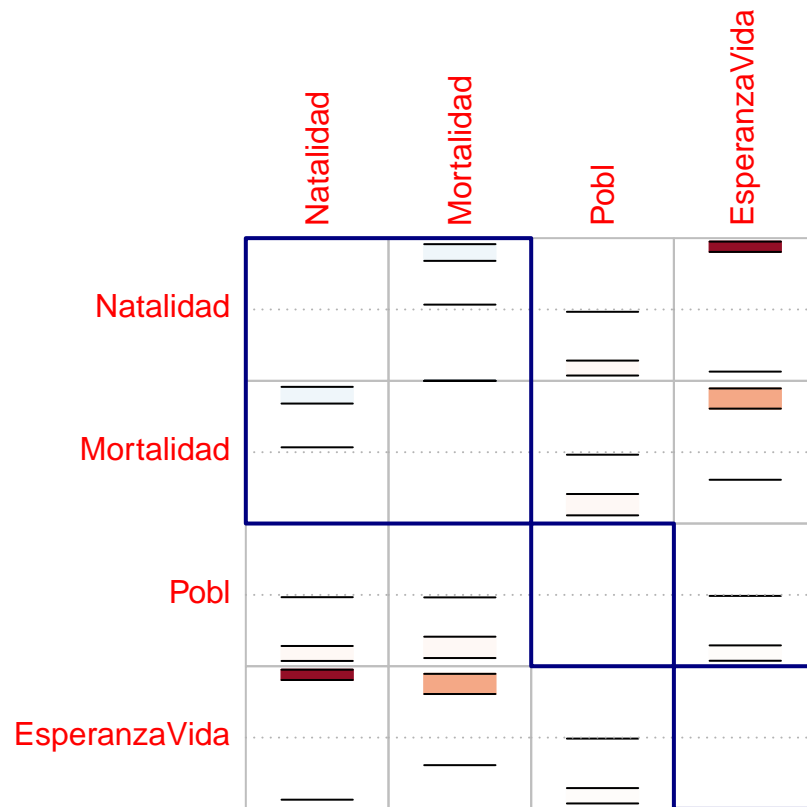 Natalidad
Mortalidad
Pobl
EsperanzaVida
Natalidad
Mortalidad
Pobl
EsperanzaVida